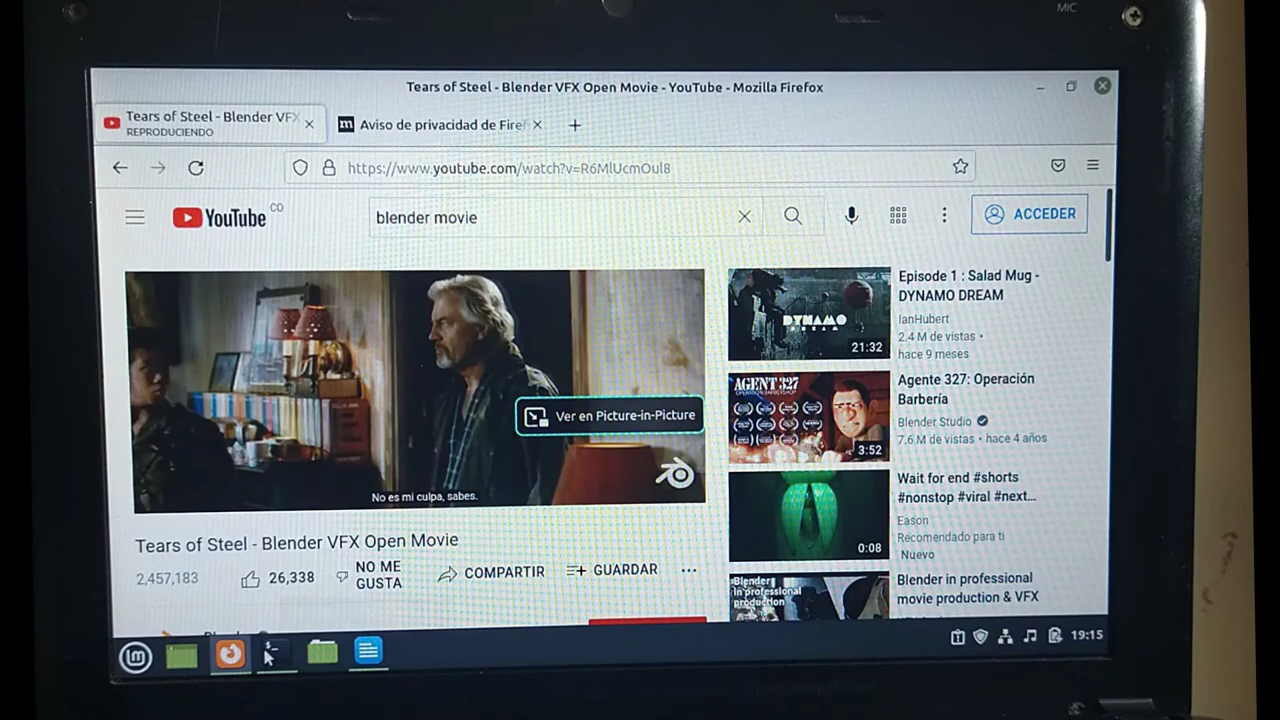 MIC
Tears of Steel - Blender VFX Open Movie - YouTube - Mozilla Firefox
Tears of Steel - Blender VFX
REPRODUCIENDO
Aviso de privacidad de Firef
https://www.youtube.com/watch?v=R6MlUcmOul8
YouTube CO
blender movie
ACCEDER
No es mi culpa, sabes.
Ver en Picture-in-Picture
Tears of Steel - Blender VFX Open Movie
2,457,183
26,338
NO ME
GUSTA
COMPARTIR
GUARDAR
DYNAMO
DREAM
21:32
Episode 1 : Salad Mug -
DYNAMO DREAM
IanHubert
2.4 M de vistas •
hace 9 meses
AGENT 327
3:52
Agente 327: Operación
Barbería
Blender Studio
7.6 M de vistas • hace 4 años
0:08
Wait for end #shorts
#nonstop #viral #next...
Eason
Recomendado para ti
Nuevo
Blender
in professional
production
Blender in professional
movie production & VFX
19:15